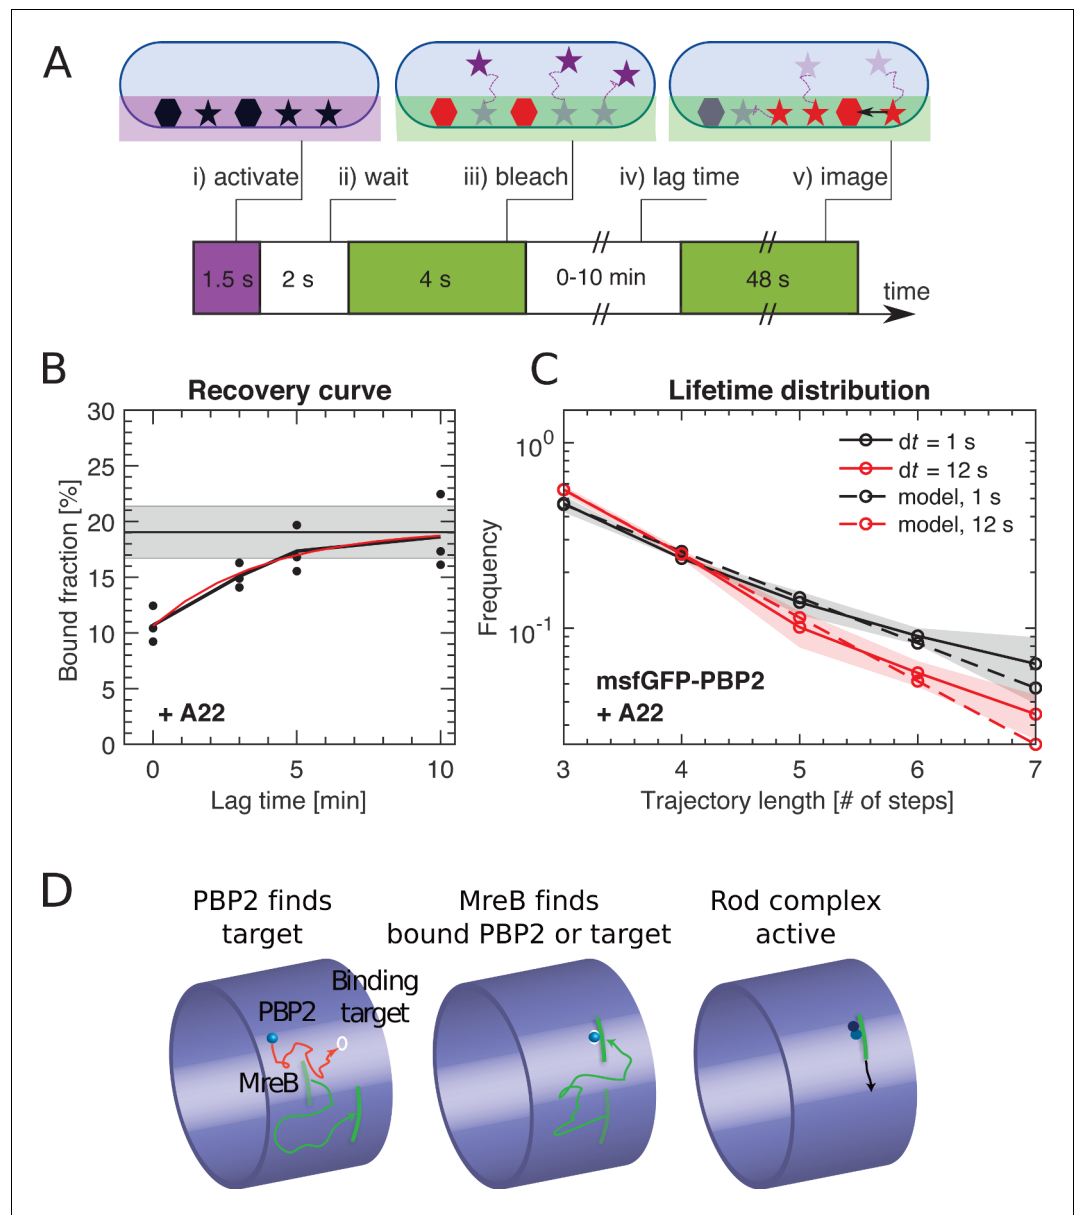 A
i) activate
ii) wait
iii) bleach
iv) lag time
v) image
1.5 s
2 s
4 s
0-10 min
48 s
time
B
Recovery curve
Bound fraction [%]
30
25
20
15
10
5
0
+ A22
0
5
10
Lag time [min]
C
Lifetime distribution
Frequency
10⁰
10⁻¹
dt = 1 s
dt = 12 s
model, 1 s
model, 12 s
msfGFP-PBP2
+ A22
3
4
5
6
7
Trajectory length [# of steps]
D
PBP2 finds
target
MreB finds
bound PBP2 or target
Rod complex
active
Binding
target
PBP2
MreB